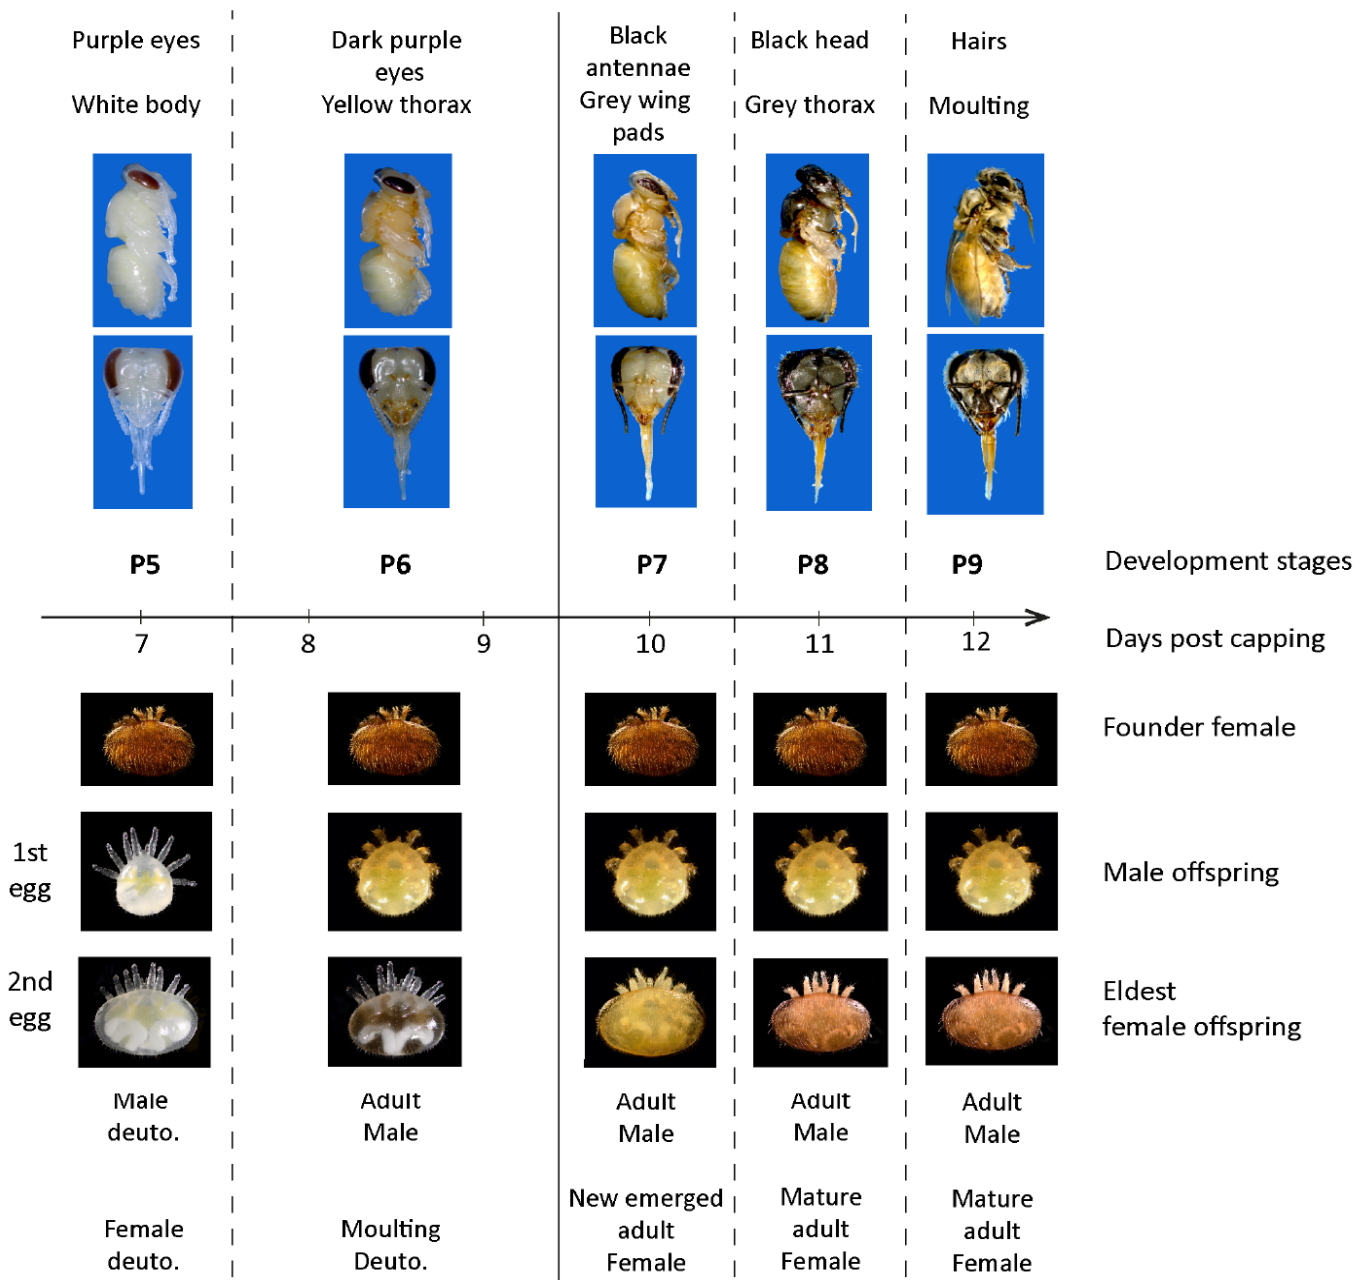 Purple eyes
White body
Dark purple
eyes
Yellow thorax
Black
antennae
Grey wing
pads
Black head
Grey thorax
Hairs
Moulting
P5
P6
P7
P8
P9
Development stages
7
8
9
10
11
12
Days post capping
Founder female
1st
egg
Male offspring
2nd
egg
Eldest
female offspring
Male
deuto.
Adult
Male
Adult
Male
Adult
Male
Adult
Male
Female
deuto.
Moulting
Deuto.
New emerged
adult
Female
Mature
adult
Female
Mature
adult
Female